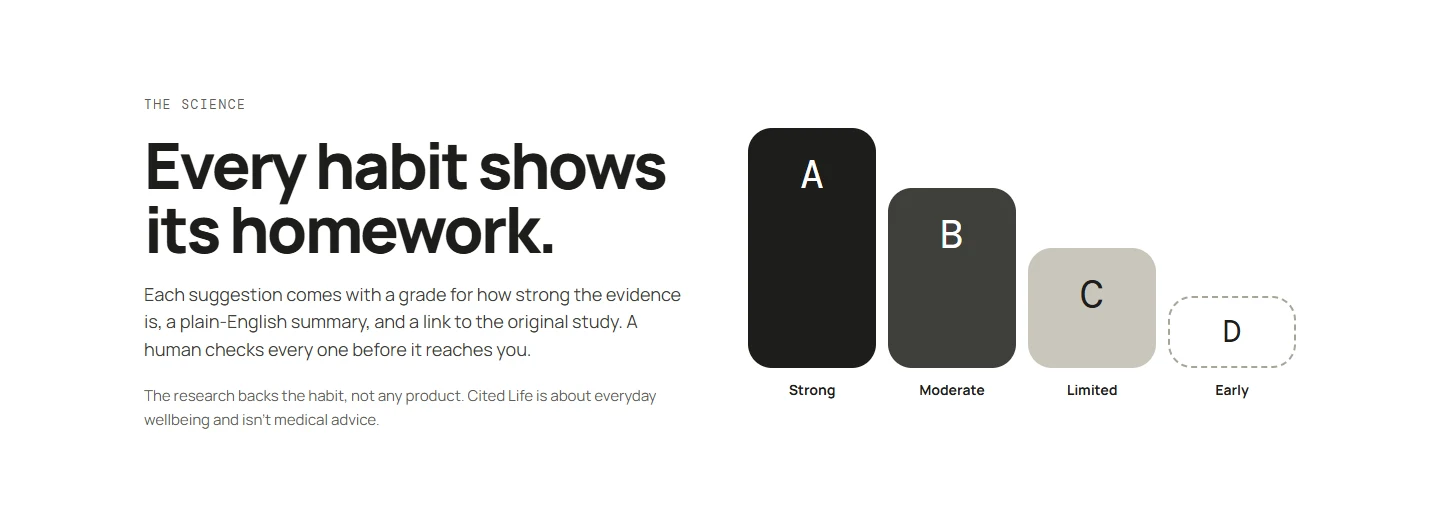 THE SCIENCE
Every habit shows
its homework.
Each suggestion comes with a grade for how strong the evidence
is, a plain-English summary, and a link to the original study. A
human checks every one before it reaches you.
The research backs the habit, not any product. Cited Life is about everyday
wellbeing and isn't medical advice.
A
B
C
D
Strong
Moderate
Limited
Early